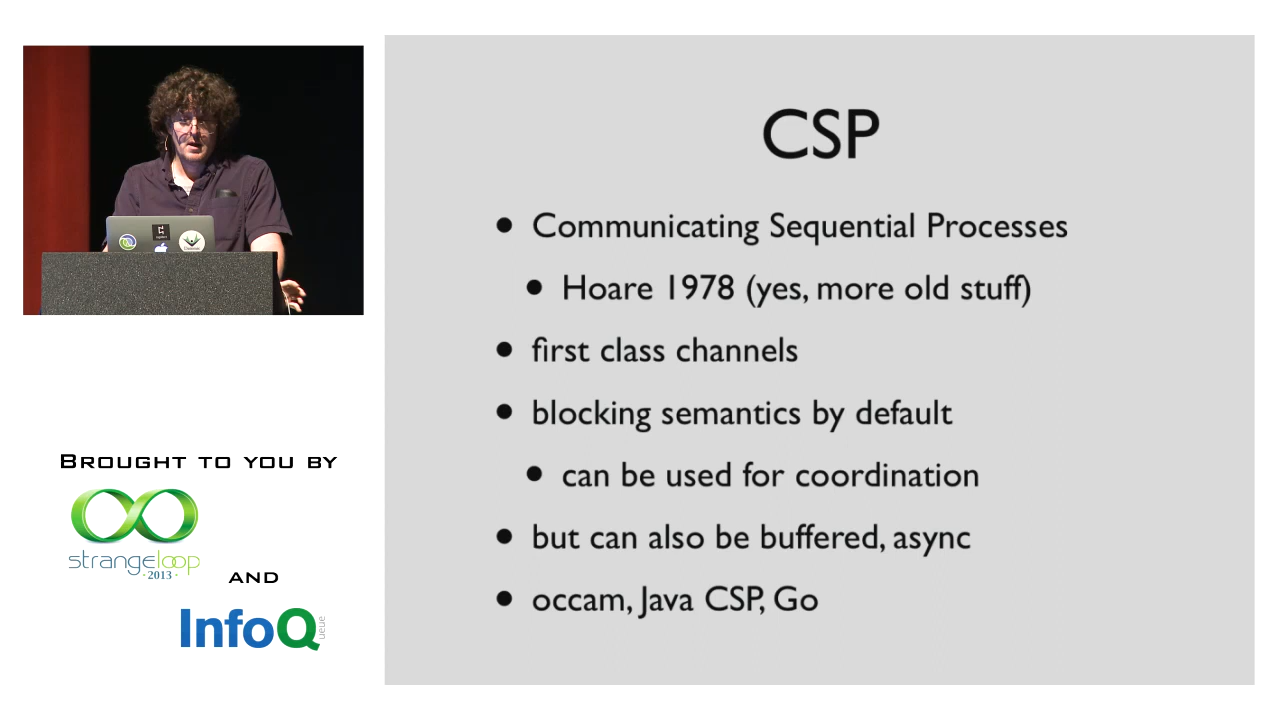 CSP
• Communicating Sequential Processes
• Hoare 1978 (yes, more old stuff)
• first class channels
• blocking semantics by default
• can be used for coordination
• but can also be buffered, async
• occam, Java CSP, Go
BROUGHT TO YOU BY
strangeloop
·2013·
AND
InfoQ
ueue